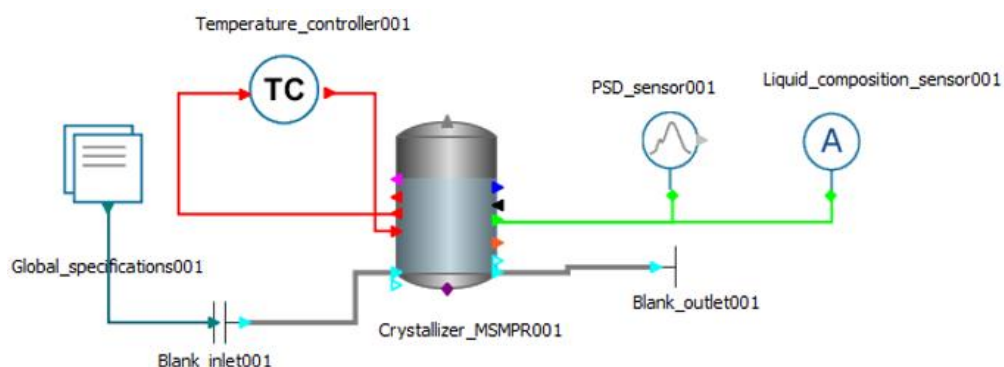 Temperature_controller001
TC
PSD_sensor001
Liquid_composition_sensor001
A
Global_specifications001
Blank_inlet001
Crystallizer_MSMPR001
Blank_outlet001